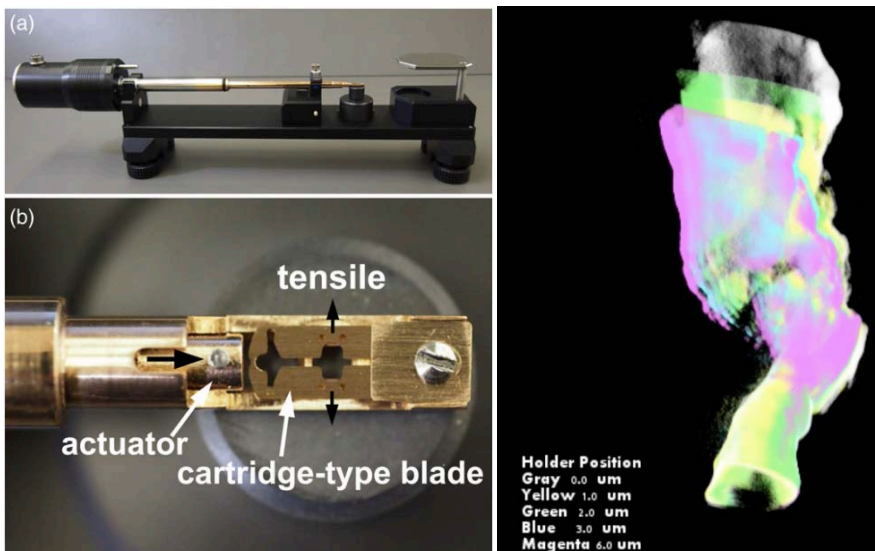 (a)
(b)
tensile
actuator
cartridge-type blade
Holder Position
Gray 0.0 um
Yellow 1.0 um
Green 2.0 um
Blue 3.0 um
Magenta 6.0 um